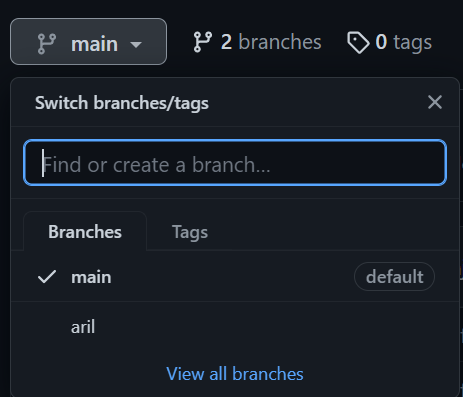 main 2 branches 0 tags
Switch branches/tags
Find or create a branch...
Branches Tags
main default
aril
View all branches